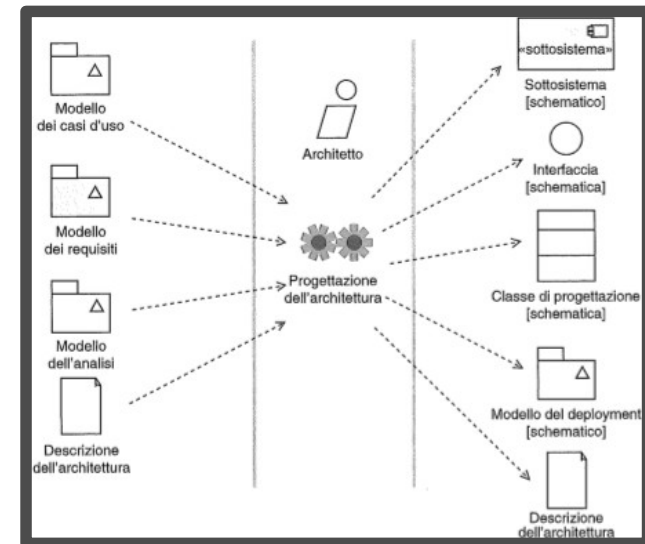 Modello
dei casi d'uso
Modello
dei requisiti
Modello
dell'analisi
Descrizione
dell'architettura
Architetto
Progettazione
dell'architettura
«sottosistema»
Sottosistema
[schematico]
Interfaccia
[schematica]
Classe di progettazione
[schematica]
Modello del deployment
[schematico]
Descrizione
dell'architettura